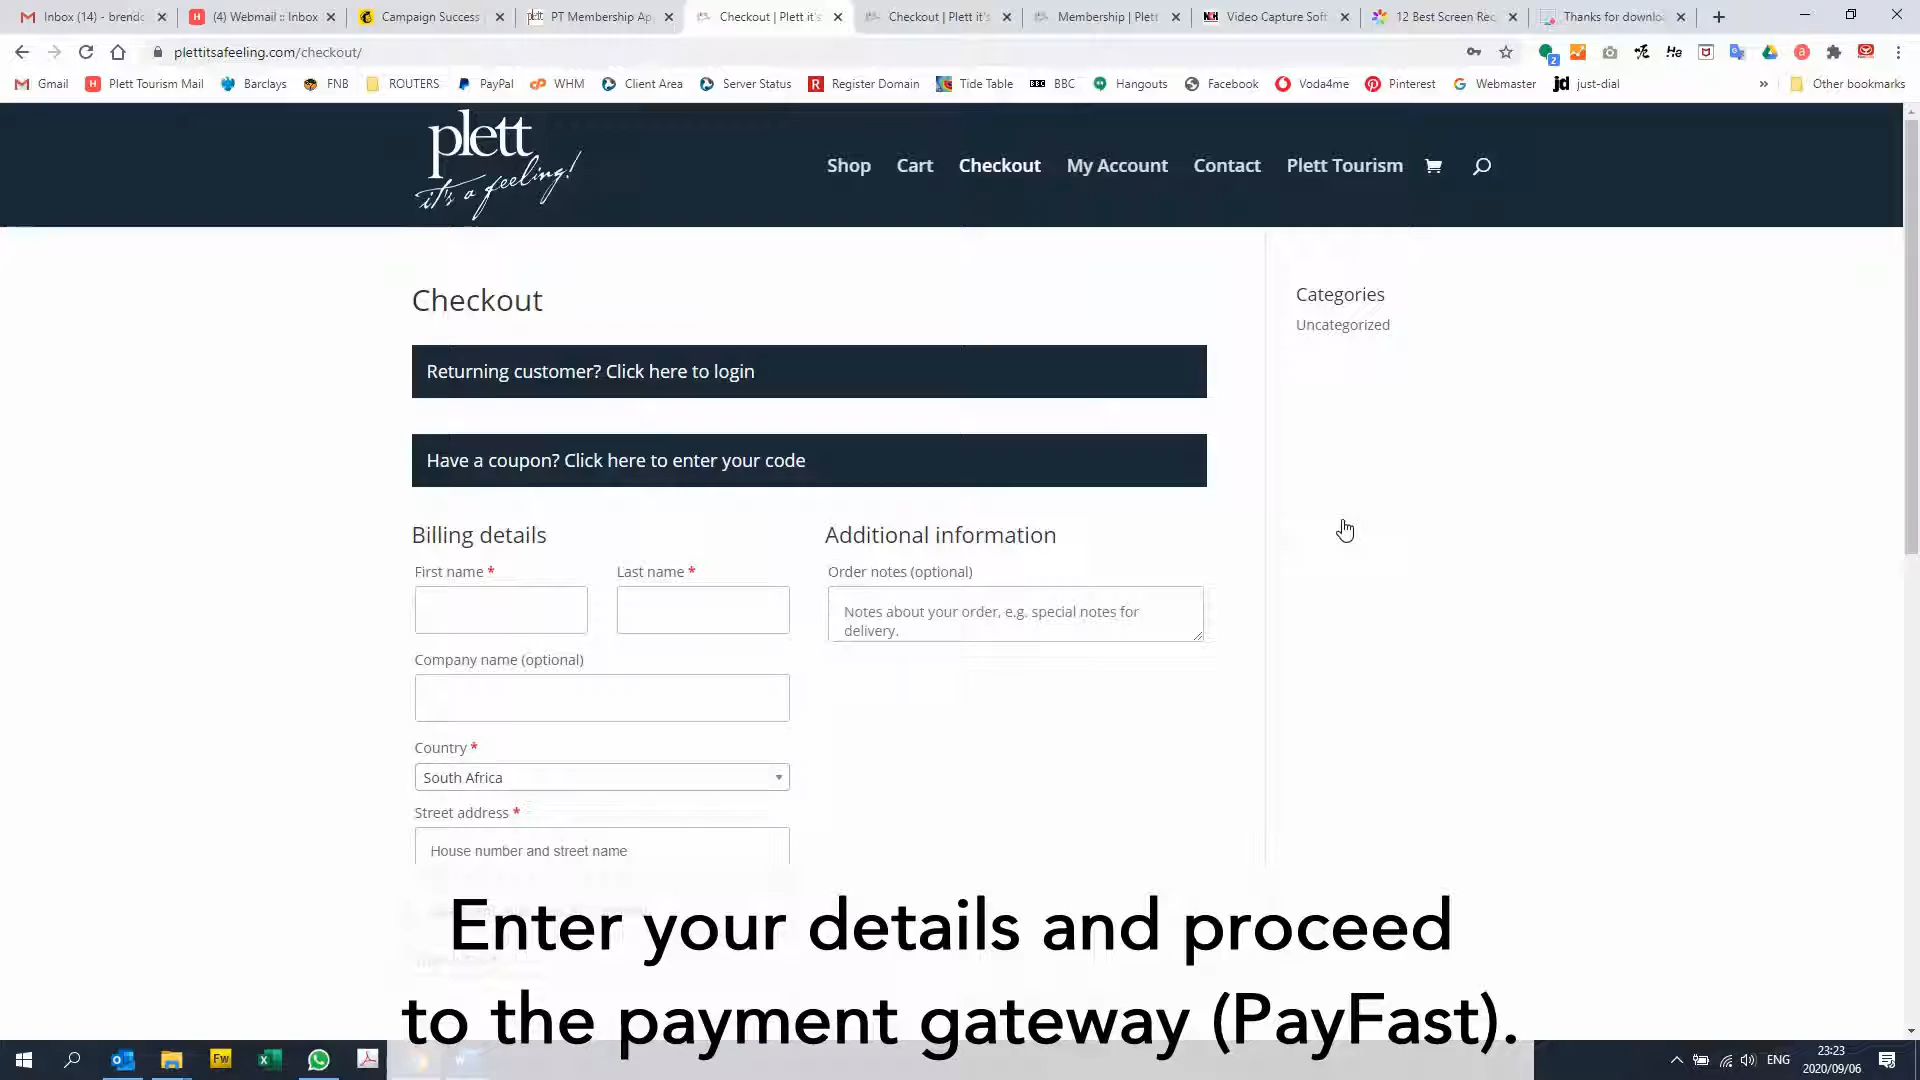 Inbox (14) - brend
(4) Webmail :: Inbox
Campaign Success
PT Membership Ap
Checkout | Plett it's
Checkout | Plett it's
Membership | Plett
Video Capture Soft
12 Best Screen Rec
Thanks for downlo
plettitsafeeling.com/checkout/
Gmail
Plett Tourism Mail
Barclays
FNB
ROUTERS
PayPal
WHM
Client Area
Server Status
Register Domain
Tide Table
BBC
Hangouts
Facebook
Voda4me
Pinterest
Webmaster
just-dial
»
Other bookmarks
plett
it's a feeling!
Shop
Cart
Checkout
My Account
Contact
Plett Tourism
Checkout
Categories
Uncategorized
Returning customer? Click here to login
Have a coupon? Click here to enter your code
Billing details
Additional information
First name *
Last name *
Order notes (optional)
Notes about your order, e.g. special notes for
delivery.
Company name (optional)
Country *
South Africa
Street address *
House number and street name
Enter your details and proceed
to the payment gateway (PayFast).
Fw
ENG
23:23
2020/09/06